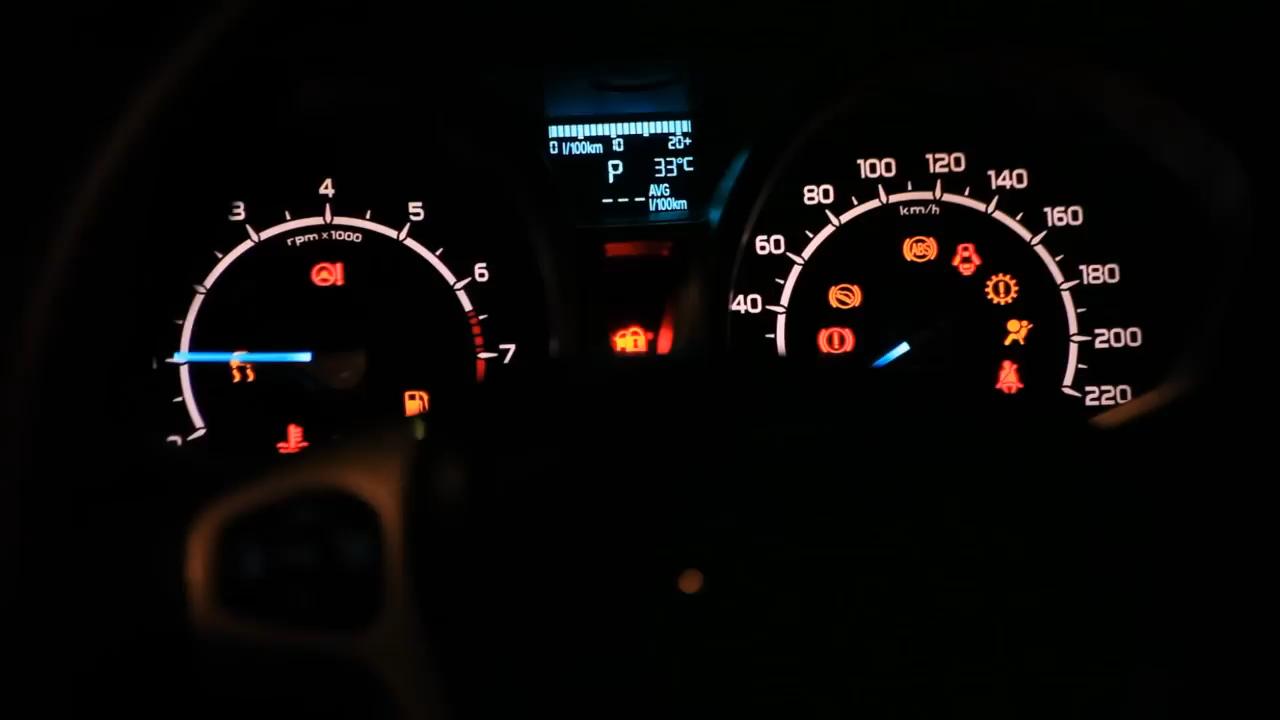 0 l/100km 10 20+
P 33°C
--- AVG
l/100km
3 4 5 6 7
rpm x 1000
40 60 80 100 120 140 160 180 200 220
km/h
ABS